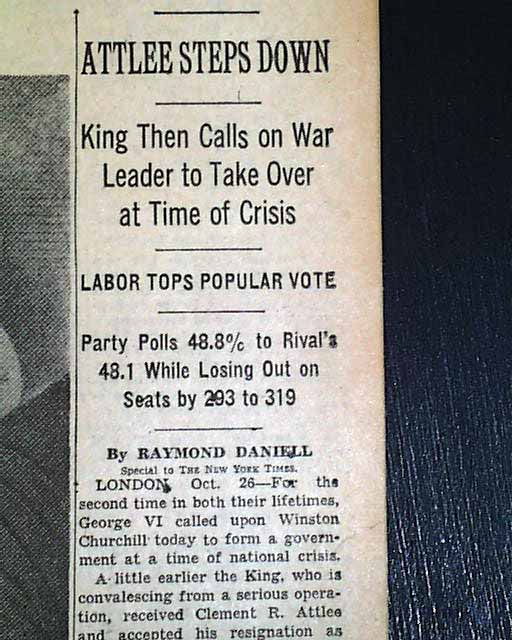 ATTLEE STEPS DOWN
King Then Calls on War
Leader to Take Over
at Time of Crisis
LABOR TOPS POPULAR VOTE
Party Polls 48.8% to Rival's
48.1 While Losing Out on
Seats by 293 to 319
By RAYMOND DANIELL
Special to THE NEW YORK TIMES.
LONDON, Oct. 26—For the
second time in both their lifetimes,
George VI called upon Winston
Churchill today to form a govern-
ment at a time of national crisis.
A little earlier the King, who is
convalescing from a serious opera-
tion, received Clement R. Attlee
and accepted his resignation as